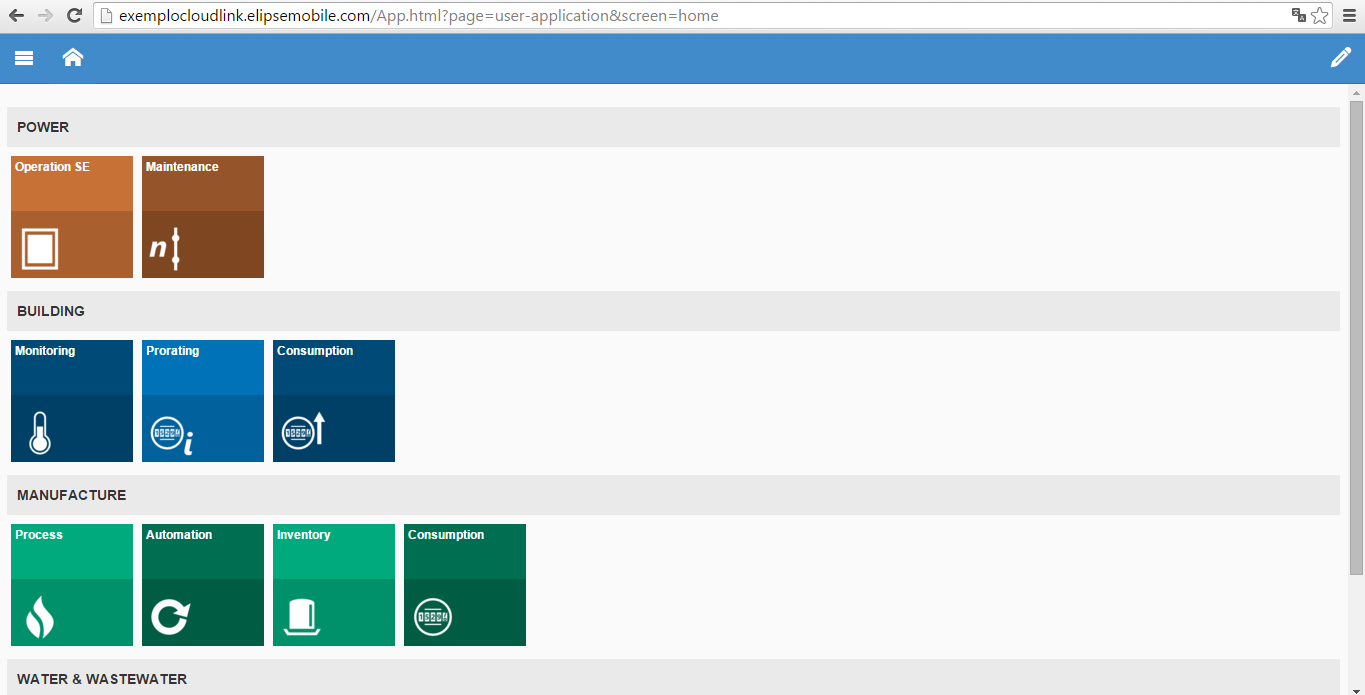 exemplocloudlink.elipsemobile.com/App.html?page=user-application&screen=home
POWER
Operation SE Maintenance
n
BUILDING
Monitoring Prorating Consumption
i
MANUFACTURE
Process Automation Inventory Consumption
WATER & WASTEWATER